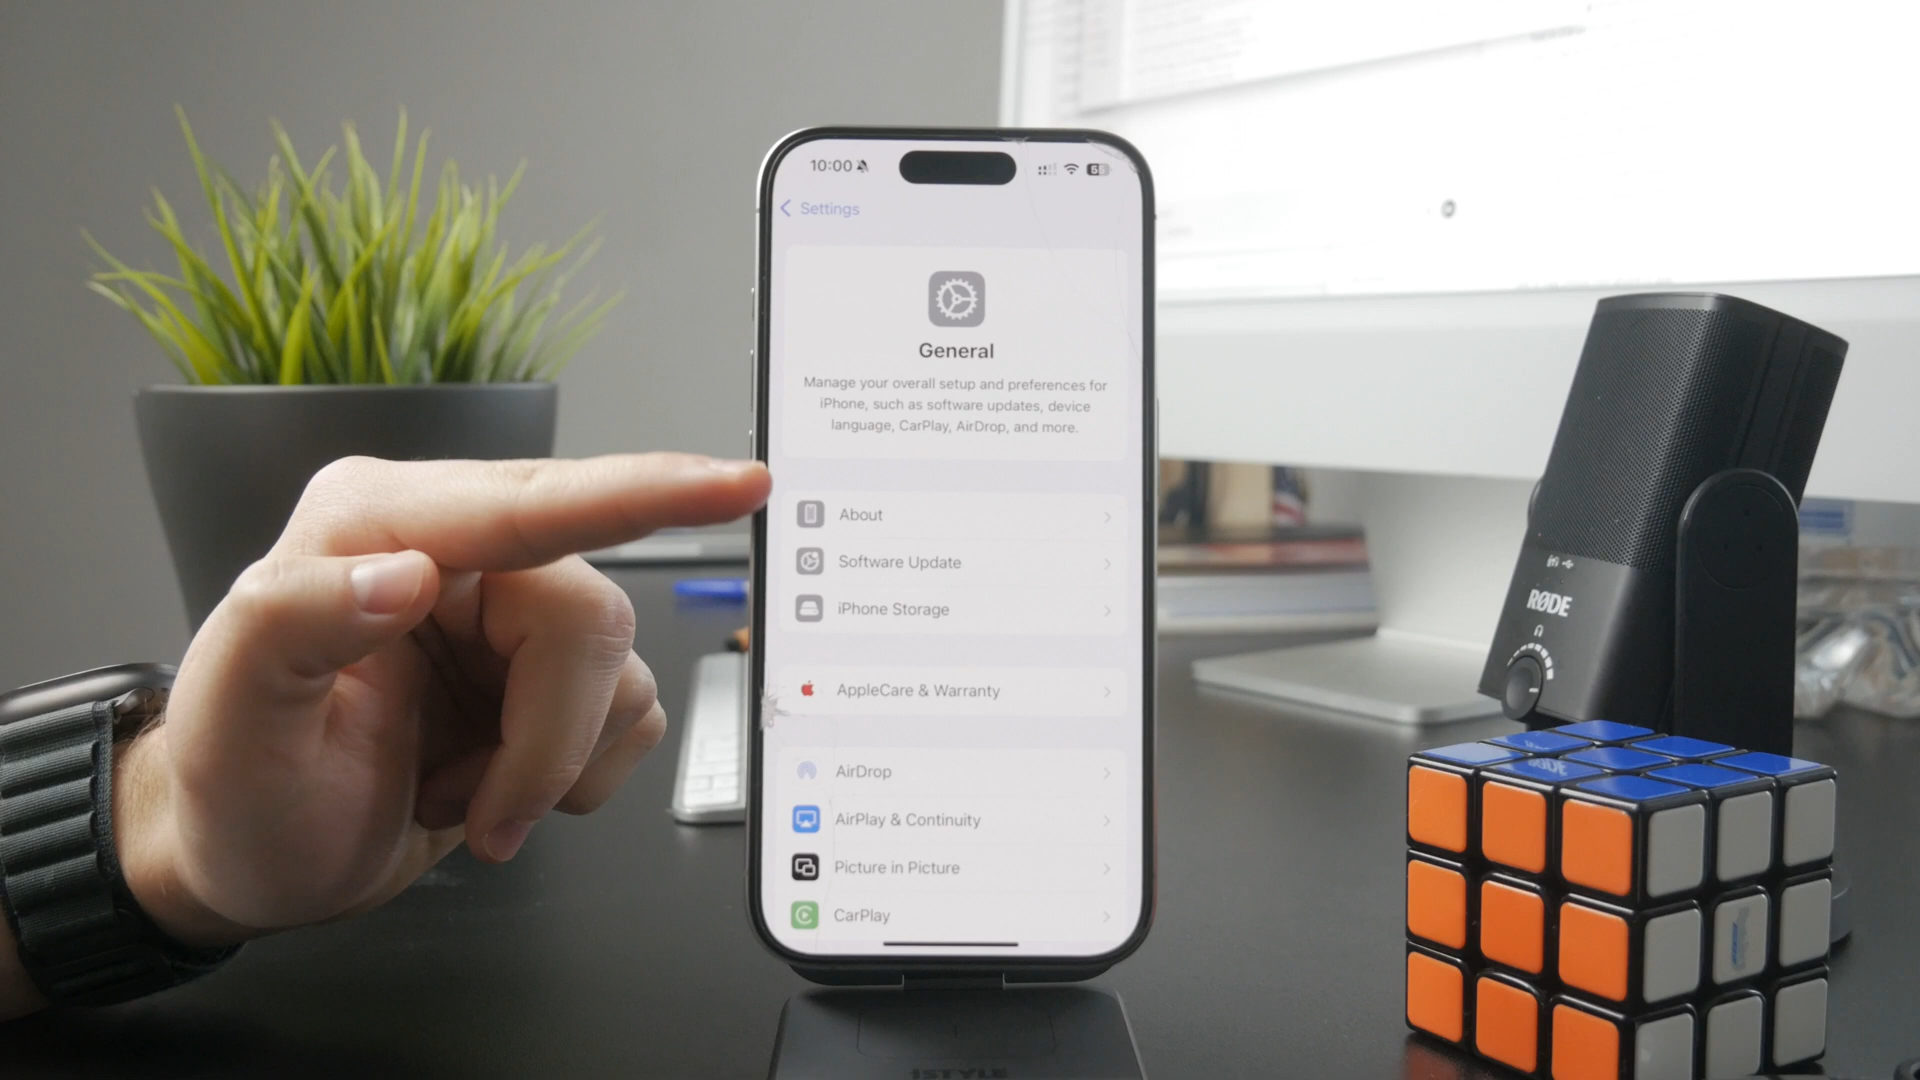 10:00
Settings
General
Manage your overall setup and preferences for
iPhone, such as software updates, device
language, CarPlay, AirDrop, and more.
About
Software Update
iPhone Storage
AppleCare & Warranty
AirDrop
AirPlay & Continuity
Picture in Picture
CarPlay
RØDE
1STYLE